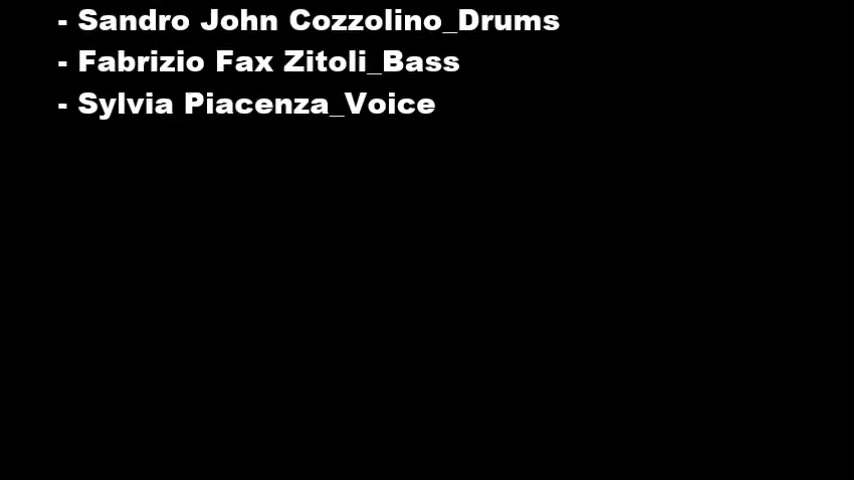 - Sandro John Cozzolino_Drums
- Fabrizio Fax Zitoli_Bass
- Sylvia Piacenza_Voice